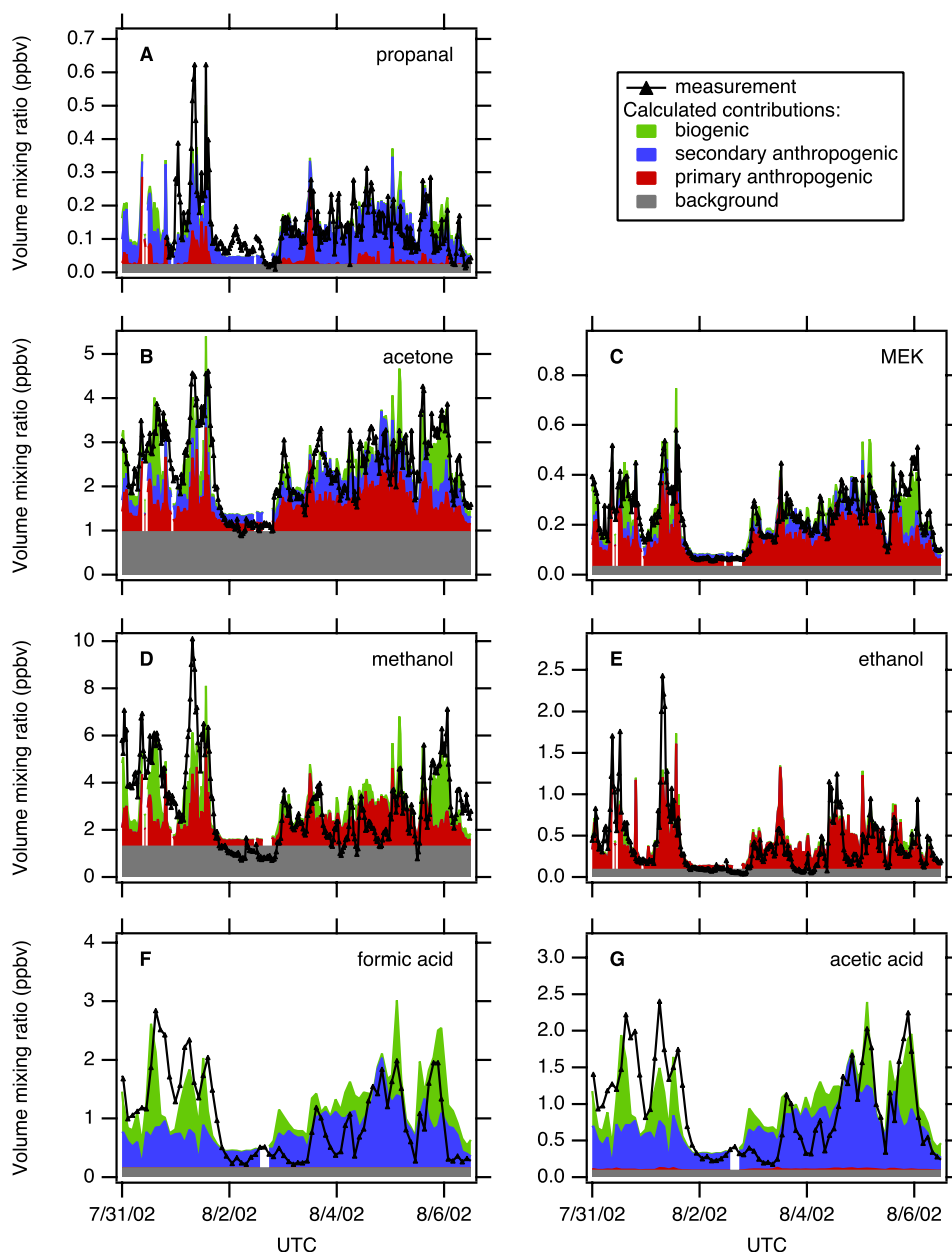 A
propanal
Volume mixing ratio (ppbv)
0.7
0.6
0.5
0.4
0.3
0.2
0.1
0.0
measurement
Calculated contributions:
biogenic
secondary anthropogenic
primary anthropogenic
background
B
acetone
Volume mixing ratio (ppbv)
5
4
3
2
1
0
C
MEK
0.8
0.6
0.4
0.2
0.0
D
methanol
Volume mixing ratio (ppbv)
10
8
6
4
2
0
E
ethanol
2.5
2.0
1.5
1.0
0.5
0.0
F
formic acid
Volume mixing ratio (ppbv)
4
3
2
1
0
7/31/02 8/2/02 8/4/02 8/6/02
UTC
G
acetic acid
3.0
2.5
2.0
1.5
1.0
0.5
0.0
7/31/02 8/2/02 8/4/02 8/6/02
UTC